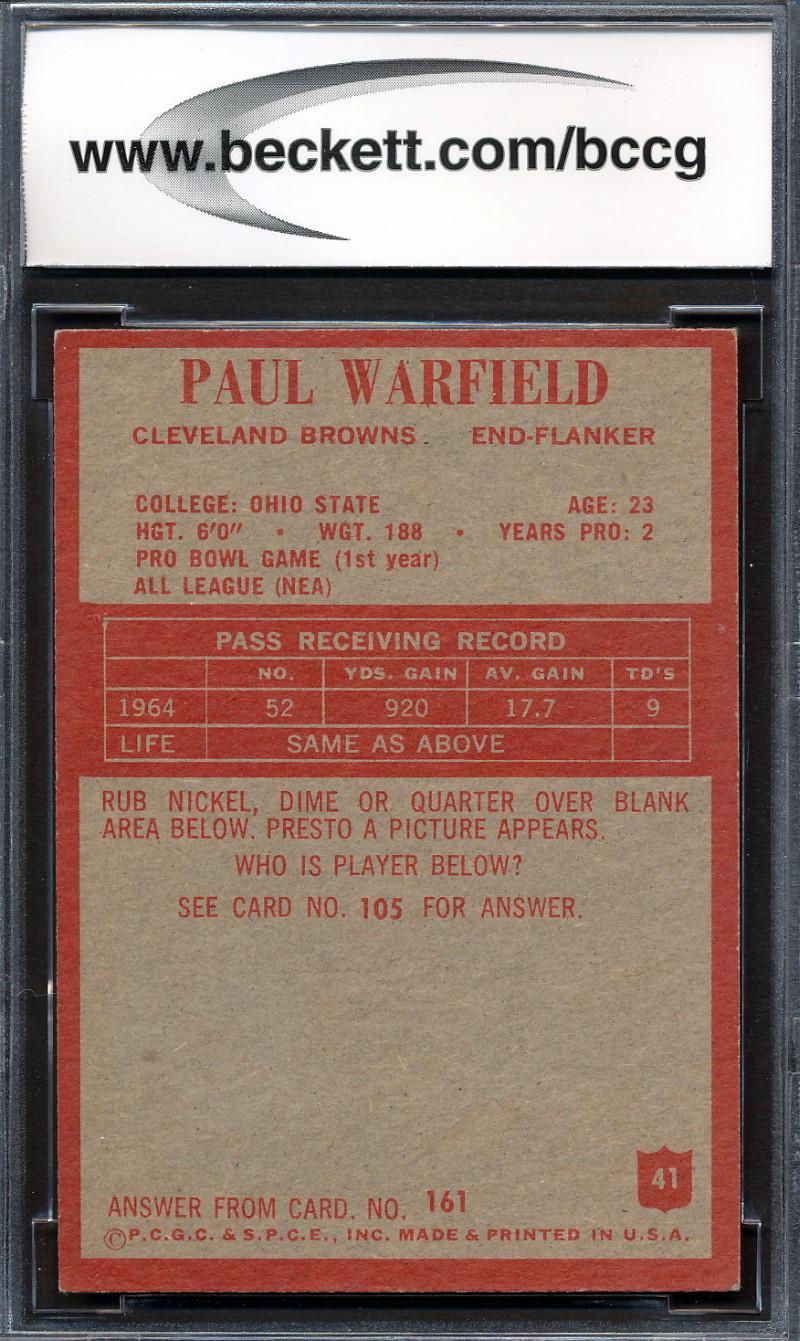 www.beckett.com/bccg
PAUL WARFIELD
CLEVELAND BROWNS. END-FLANKER
COLLEGE: OHIO STATE AGE: 23
HGT. 6'0" • WGT. 188 • YEARS PRO: 2
PRO BOWL GAME (1st year)
ALL LEAGUE (NEA)
PASS RECEIVING RECORD
NO. YDS. GAIN AV. GAIN TD'S
1964 52 920 17.7 9
LIFE SAME AS ABOVE
RUB NICKEL, DIME OR QUARTER OVER BLANK
AREA BELOW. PRESTO A PICTURE APPEARS.
WHO IS PLAYER BELOW?
SEE CARD NO. 105 FOR ANSWER.
41
ANSWER FROM CARD. NO. 161
©P.C.G.C. & S.P.C.E., INC. MADE & PRINTED IN U.S.A.